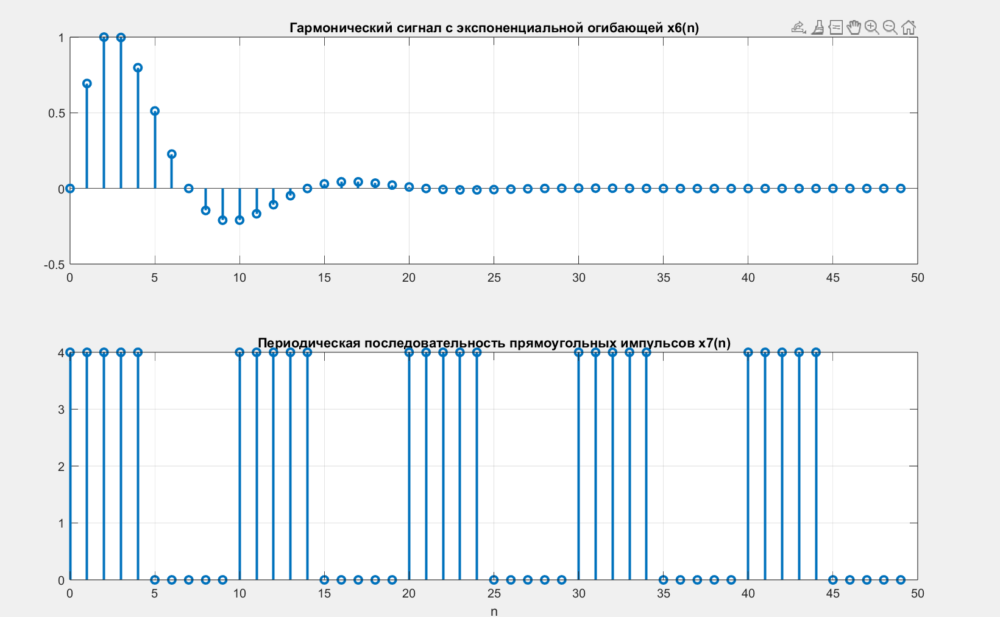 Гармонический сигнал с экспоненциальной огибающей x6(n)
1
0.5
0
-0.5
0 5 10 15 20 25 30 35 40 45 50
Периодическая последовательность прямоугольных импульсов x7(n)
4
3
2
1
0
0 5 10 15 20 25 30 35 40 45 50
n